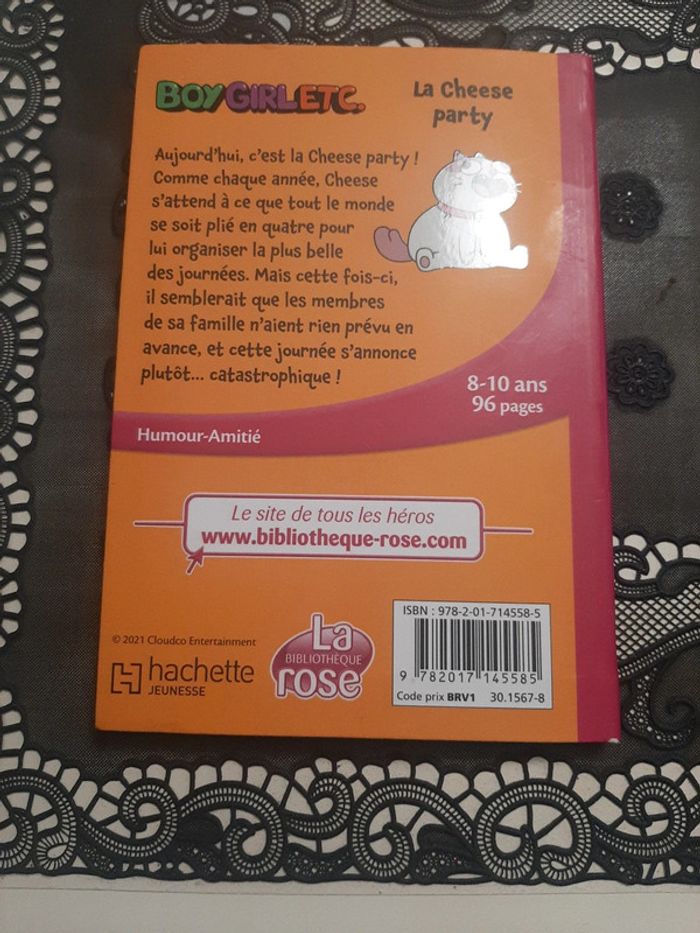 BOYGIRLETC.
La Cheese
party
Aujourd'hui, c'est la Cheese party !
Comme chaque année, Cheese
s'attend à ce que tout le monde
se soit plié en quatre pour
lui organiser la plus belle
des journées. Mais cette fois-ci,
il semblerait que les membres
de sa famille n'aient rien prévu en
avance, et cette journée s'annonce
plutôt... catastrophique !
8-10 ans
96 pages
Humour-Amitié
Le site de tous les héros
www.bibliotheque-rose.com
ISBN : 978-2-01-714558-5
9 782017 145585
Code prix BRV1 30.1567-8
© 2021 Cloudco Entertainment
hachette
JEUNESSE
La
BIBLIOTHÈQUE
rose